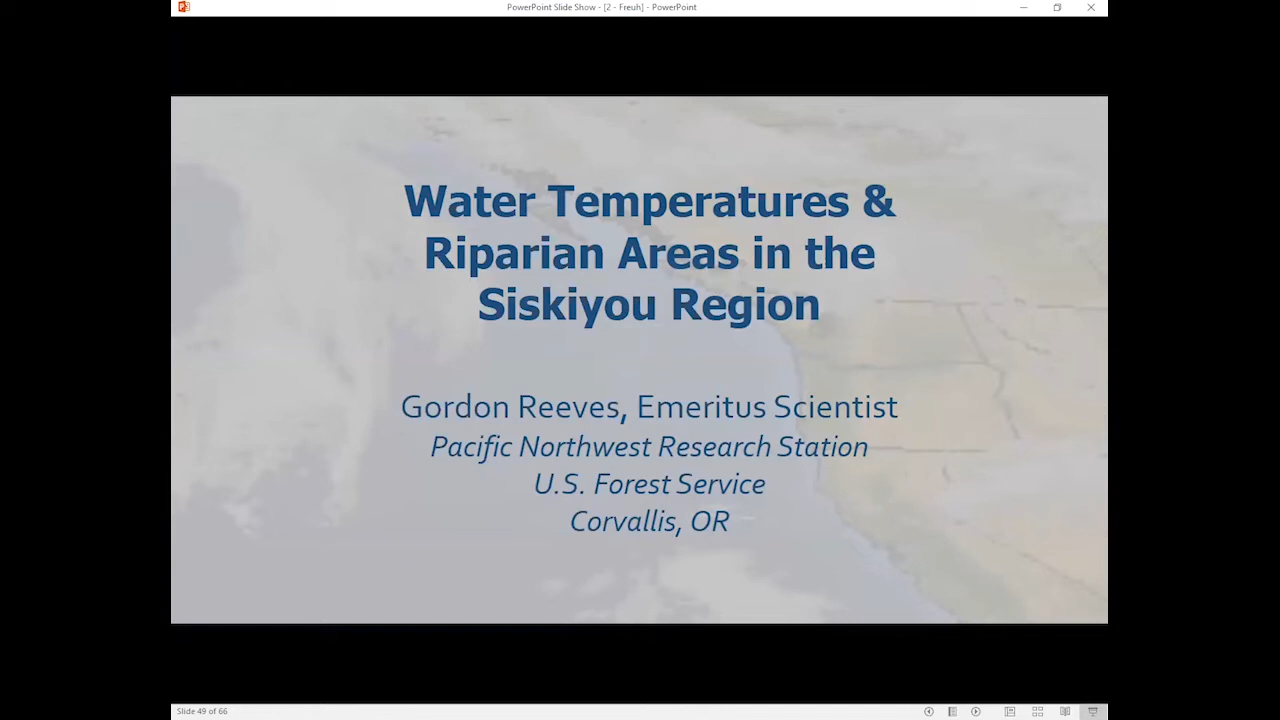 PowerPoint Slide Show - [2 - Freuh] - PowerPoint
Water Temperatures &
Riparian Areas in the
Siskiyou Region
Gordon Reeves, Emeritus Scientist
Pacific Northwest Research Station
U.S. Forest Service
Corvallis, OR
Slide 49 of 66